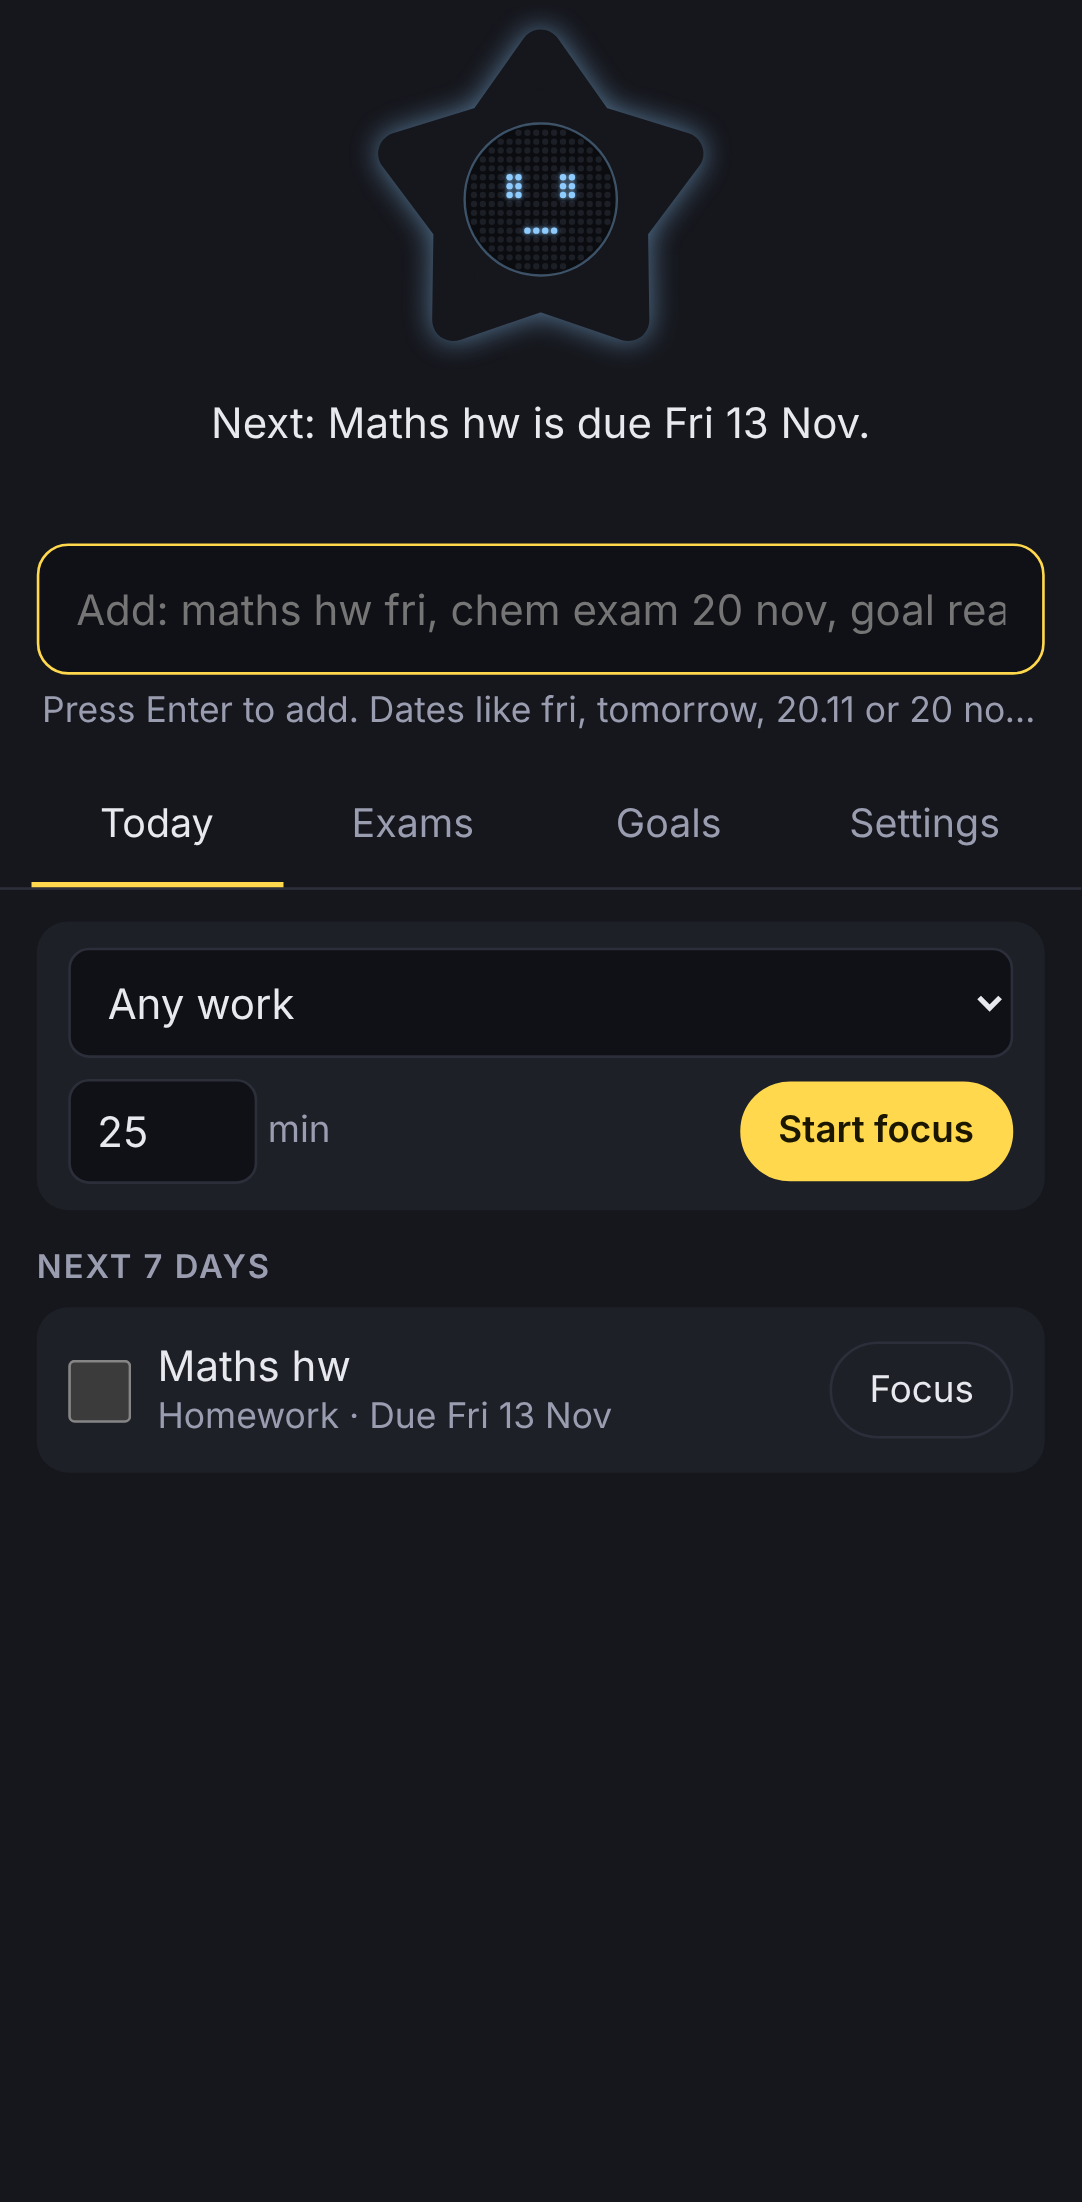 Next: Maths hw is due Fri 13 Nov.
Add: maths hw fri, chem exam 20 nov, goal rea
Press Enter to add. Dates like fri, tomorrow, 20.11 or 20 no...
Today Exams Goals Settings
Any work
25 min Start focus
NEXT 7 DAYS
Maths hw
Homework · Due Fri 13 Nov
Focus